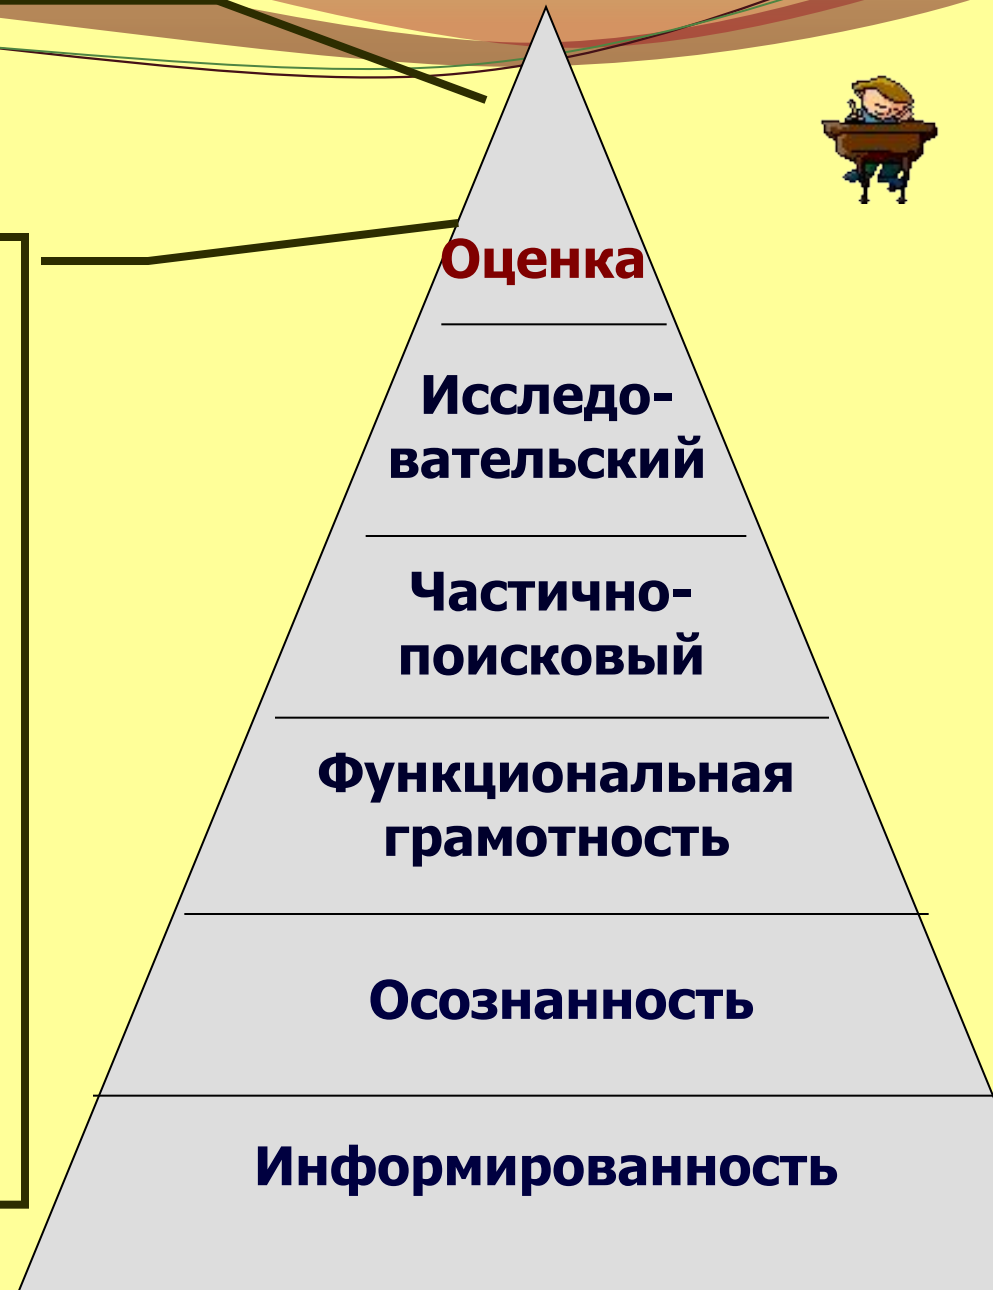 Оценка
Исследо-
вательский
Частично-
поисковый
Функциональная
грамотность
Осознанность
Информированность